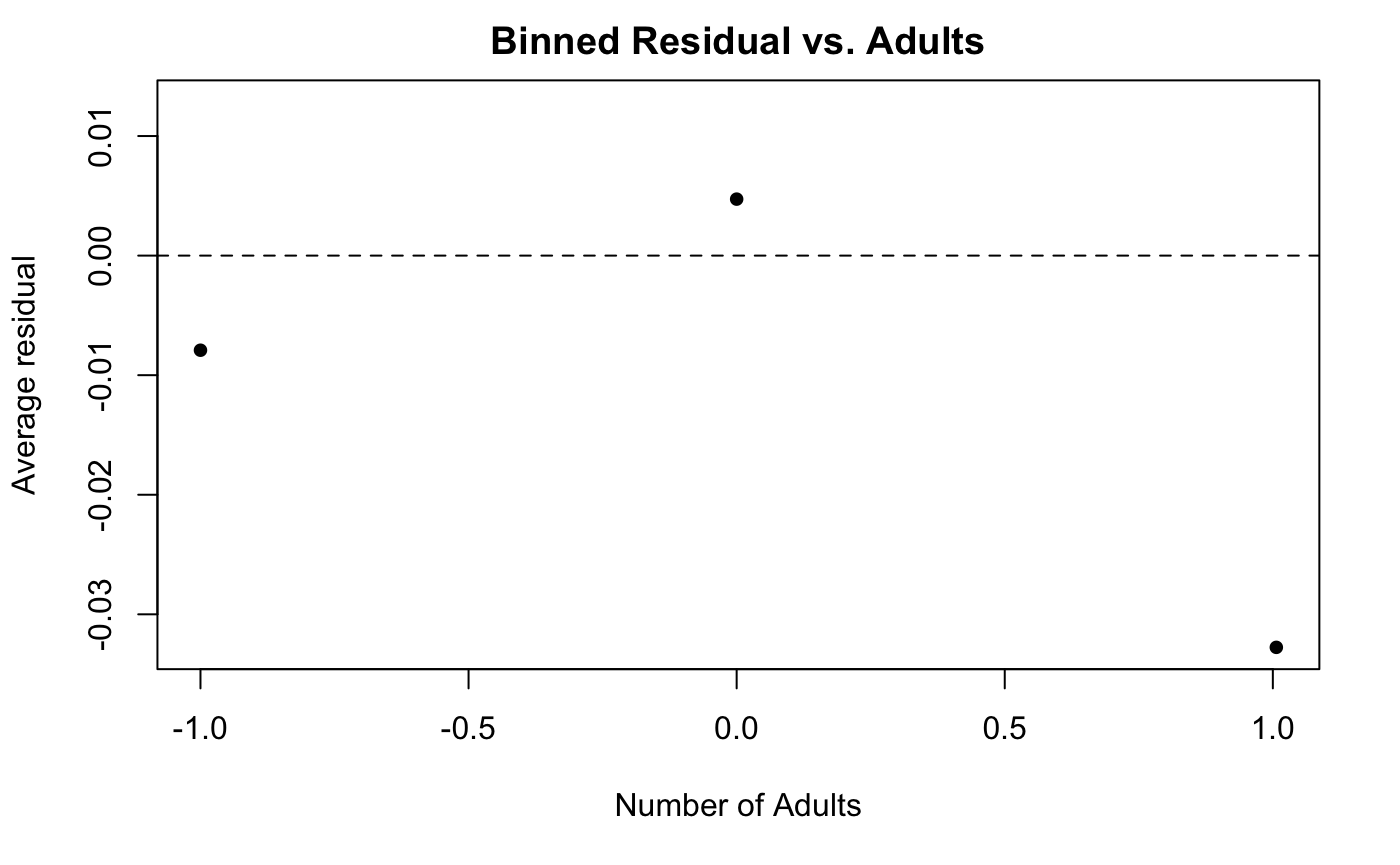 Binned Residual vs. Adults
Average residual
0.01
0.00
-0.01
-0.02
-0.03
-1.0 -0.5 0.0 0.5 1.0
Number of Adults